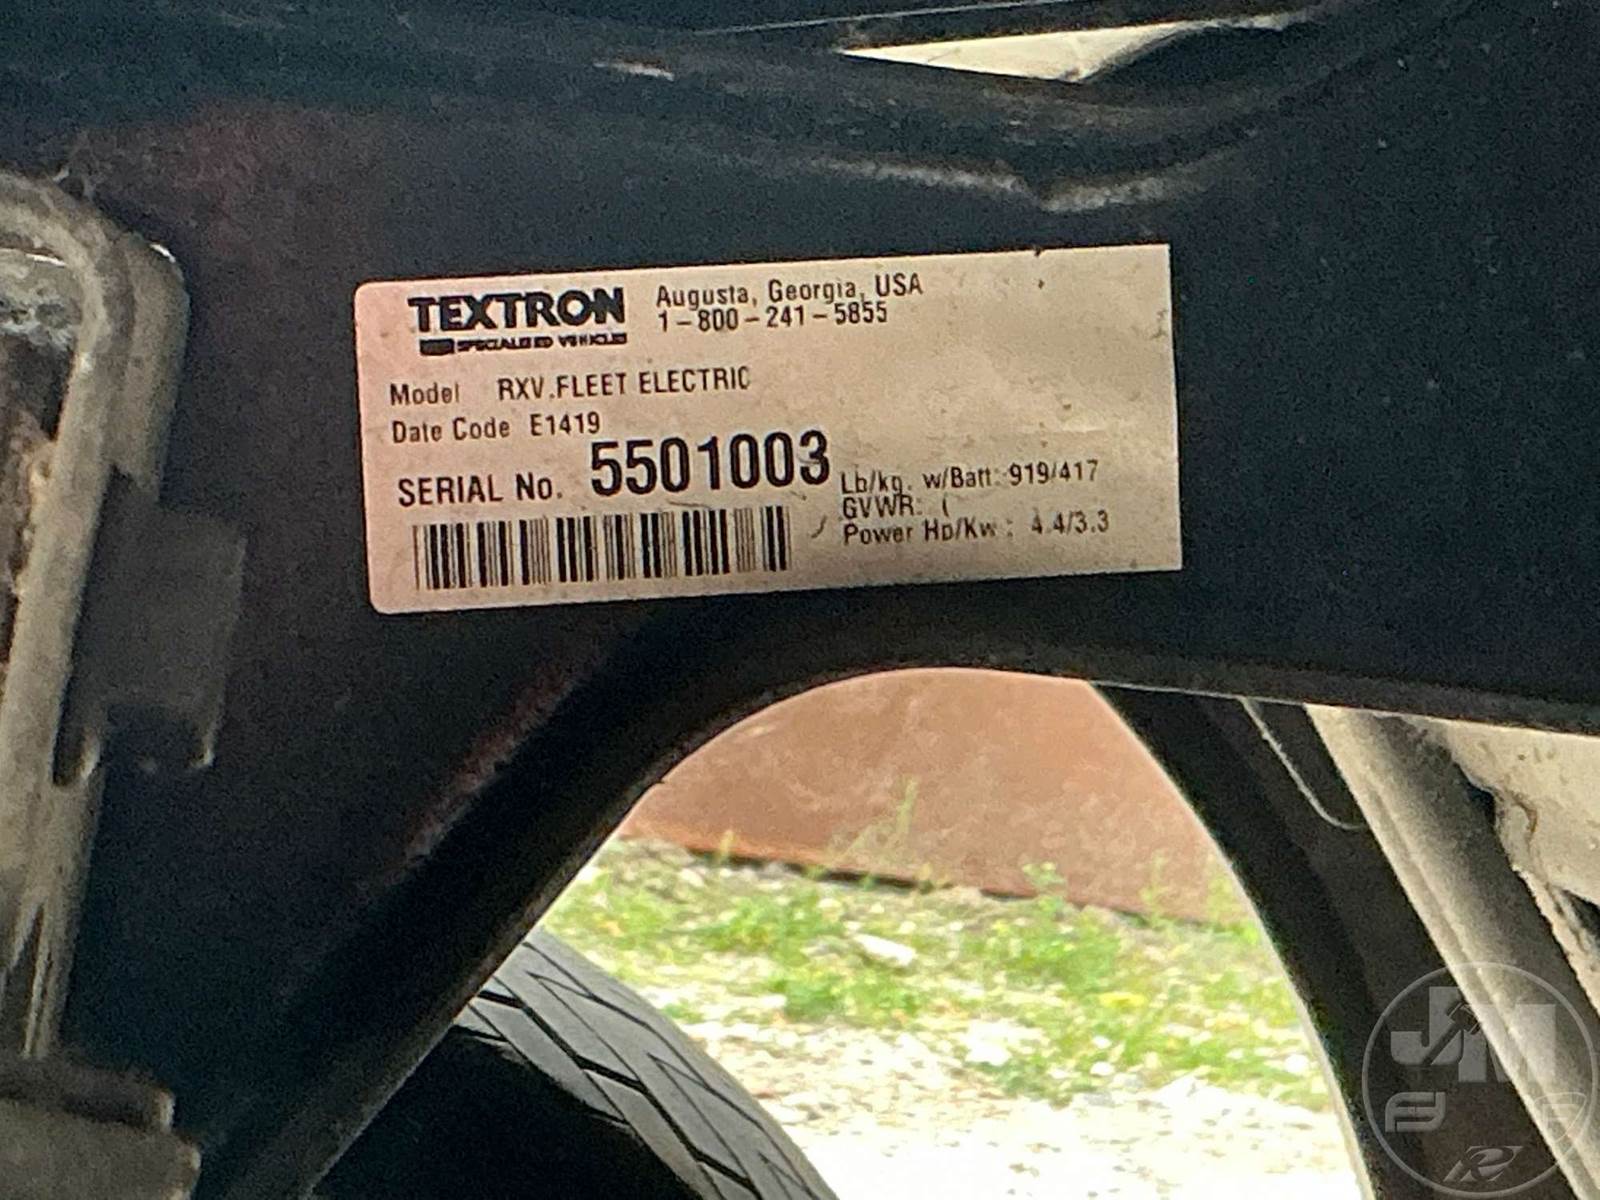 TEXTRON
SPECIALIZED VEHICLES
Augusta, Georgia, USA
1-800-241-5855
Model RXV.FLEET ELECTRIC
Date Code E1419
SERIAL No. 5501003
Lb/kg. w/Batt: 919/417
GVWR: (
Power Hp/Kw : 4.4/3.3
JM